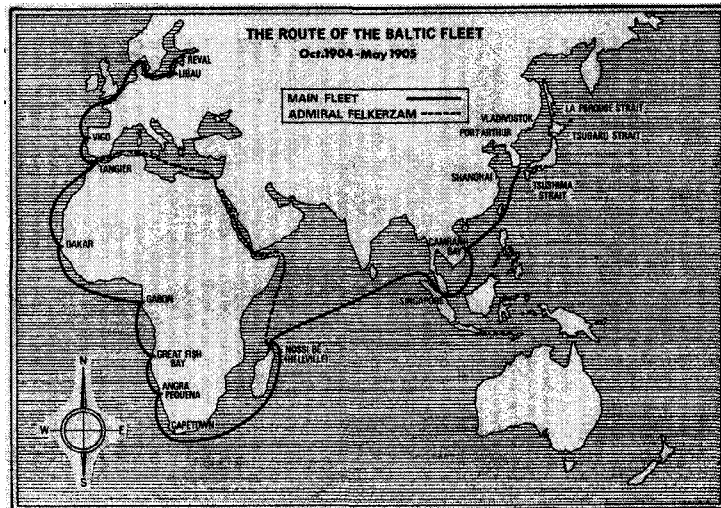 THE ROUTE OF THE BALTIC FLEET
Oct.1904-May 1905
REVAL
LIBAU
MAIN FLEET
ADMIRAL FELKERZAM
LA PEROUSE STRAIT
VLADIVOSTOK
PORT ARTHUR
TSUGARU STRAIT
VIGO
TANGIER
SHANGHAI
TSUSHIMA
STRAIT
DAKAR
CAMRANH
BAY
GABON
SINGAPORE
NOSSI BE
(HELLEVILLE)
GREAT FISH
BAY
ANGRA
PEQUENA
CAPETOWN
N
W
E
S